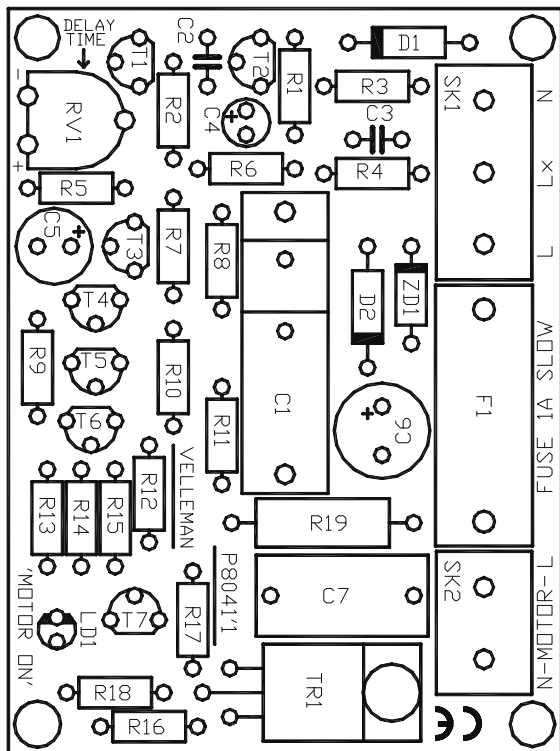 DELAY
TIME
T1
C2
T2
R1
D1
-
RV1
+
R2
C4
+
R3
C3
SK1
N
Lx
L
R6
R4
R5
C5
+
T3
R7
R8
T4
D2
ZD1
R9
T5
R10
C1
F1
FUSE 1A SLOW
T6
R11
+
C6
R12
VELLEMAN
R13
R14
R15
R19
P8041'1
SK2
N-MOTOR-L
C7
'MOTOR ON'
LD1
T7
R17
TR1
R18
R16
CE